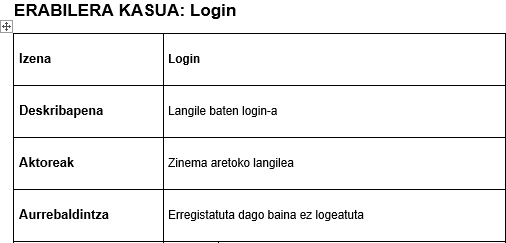 ERABILERA KASUA: Login
Izena Login
Deskribapena Langile baten login-a
Aktoreak Zinema aretoko langilea
Aurrebaldintza Erregistatuta dago baina ez logeatuta